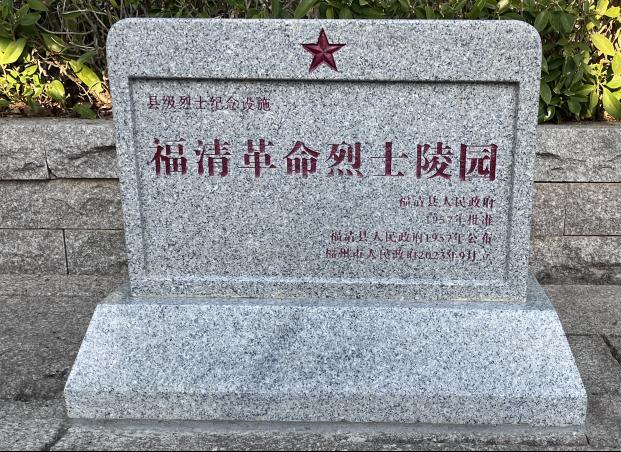 县级烈士纪念设施
福清革命烈士陵园
福清县人民政府
1957年批准
福清县人民政府1957年公布
福州市人民政府2023年9月立